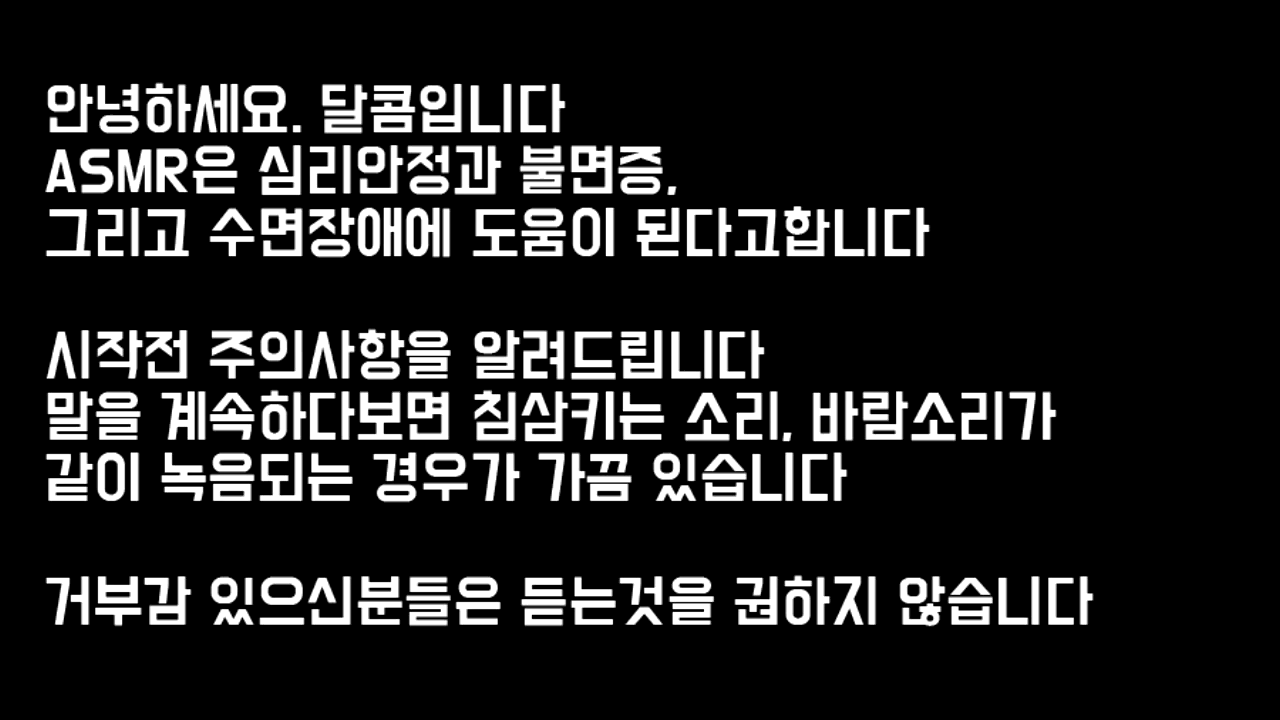 안녕하세요. 달콤입니다
ASMR은 심리안정과 불면증,
그리고 수면장애에 도움이 된다고합니다
시작전 주의사항을 알려드립니다
말을 계속하다보면 침삼키는 소리, 바람소리가
같이 녹음되는 경우가 가끔 있습니다
거부감 있으신분들은 듣는것을 권하지 않습니다